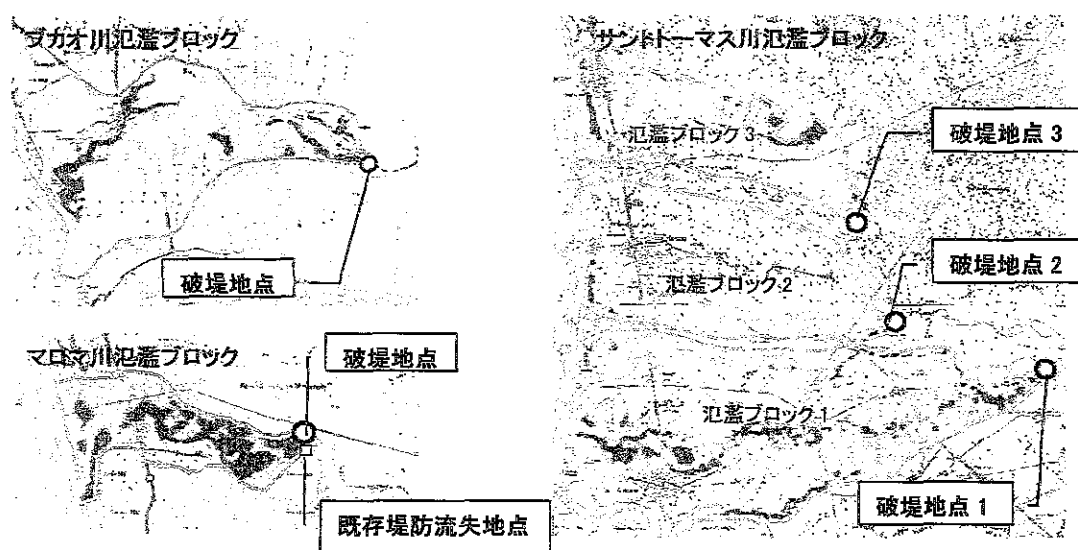 ブカオ川氾濫ブロック
破堤地点
マロマ川氾濫ブロック
破堤地点
既存堤防流失地点
サントトーマス川氾濫ブロック
氾濫ブロック3
破堤地点 3
氾濫ブロック2
破堤地点 2
氾濫ブロック1
破堤地点 1